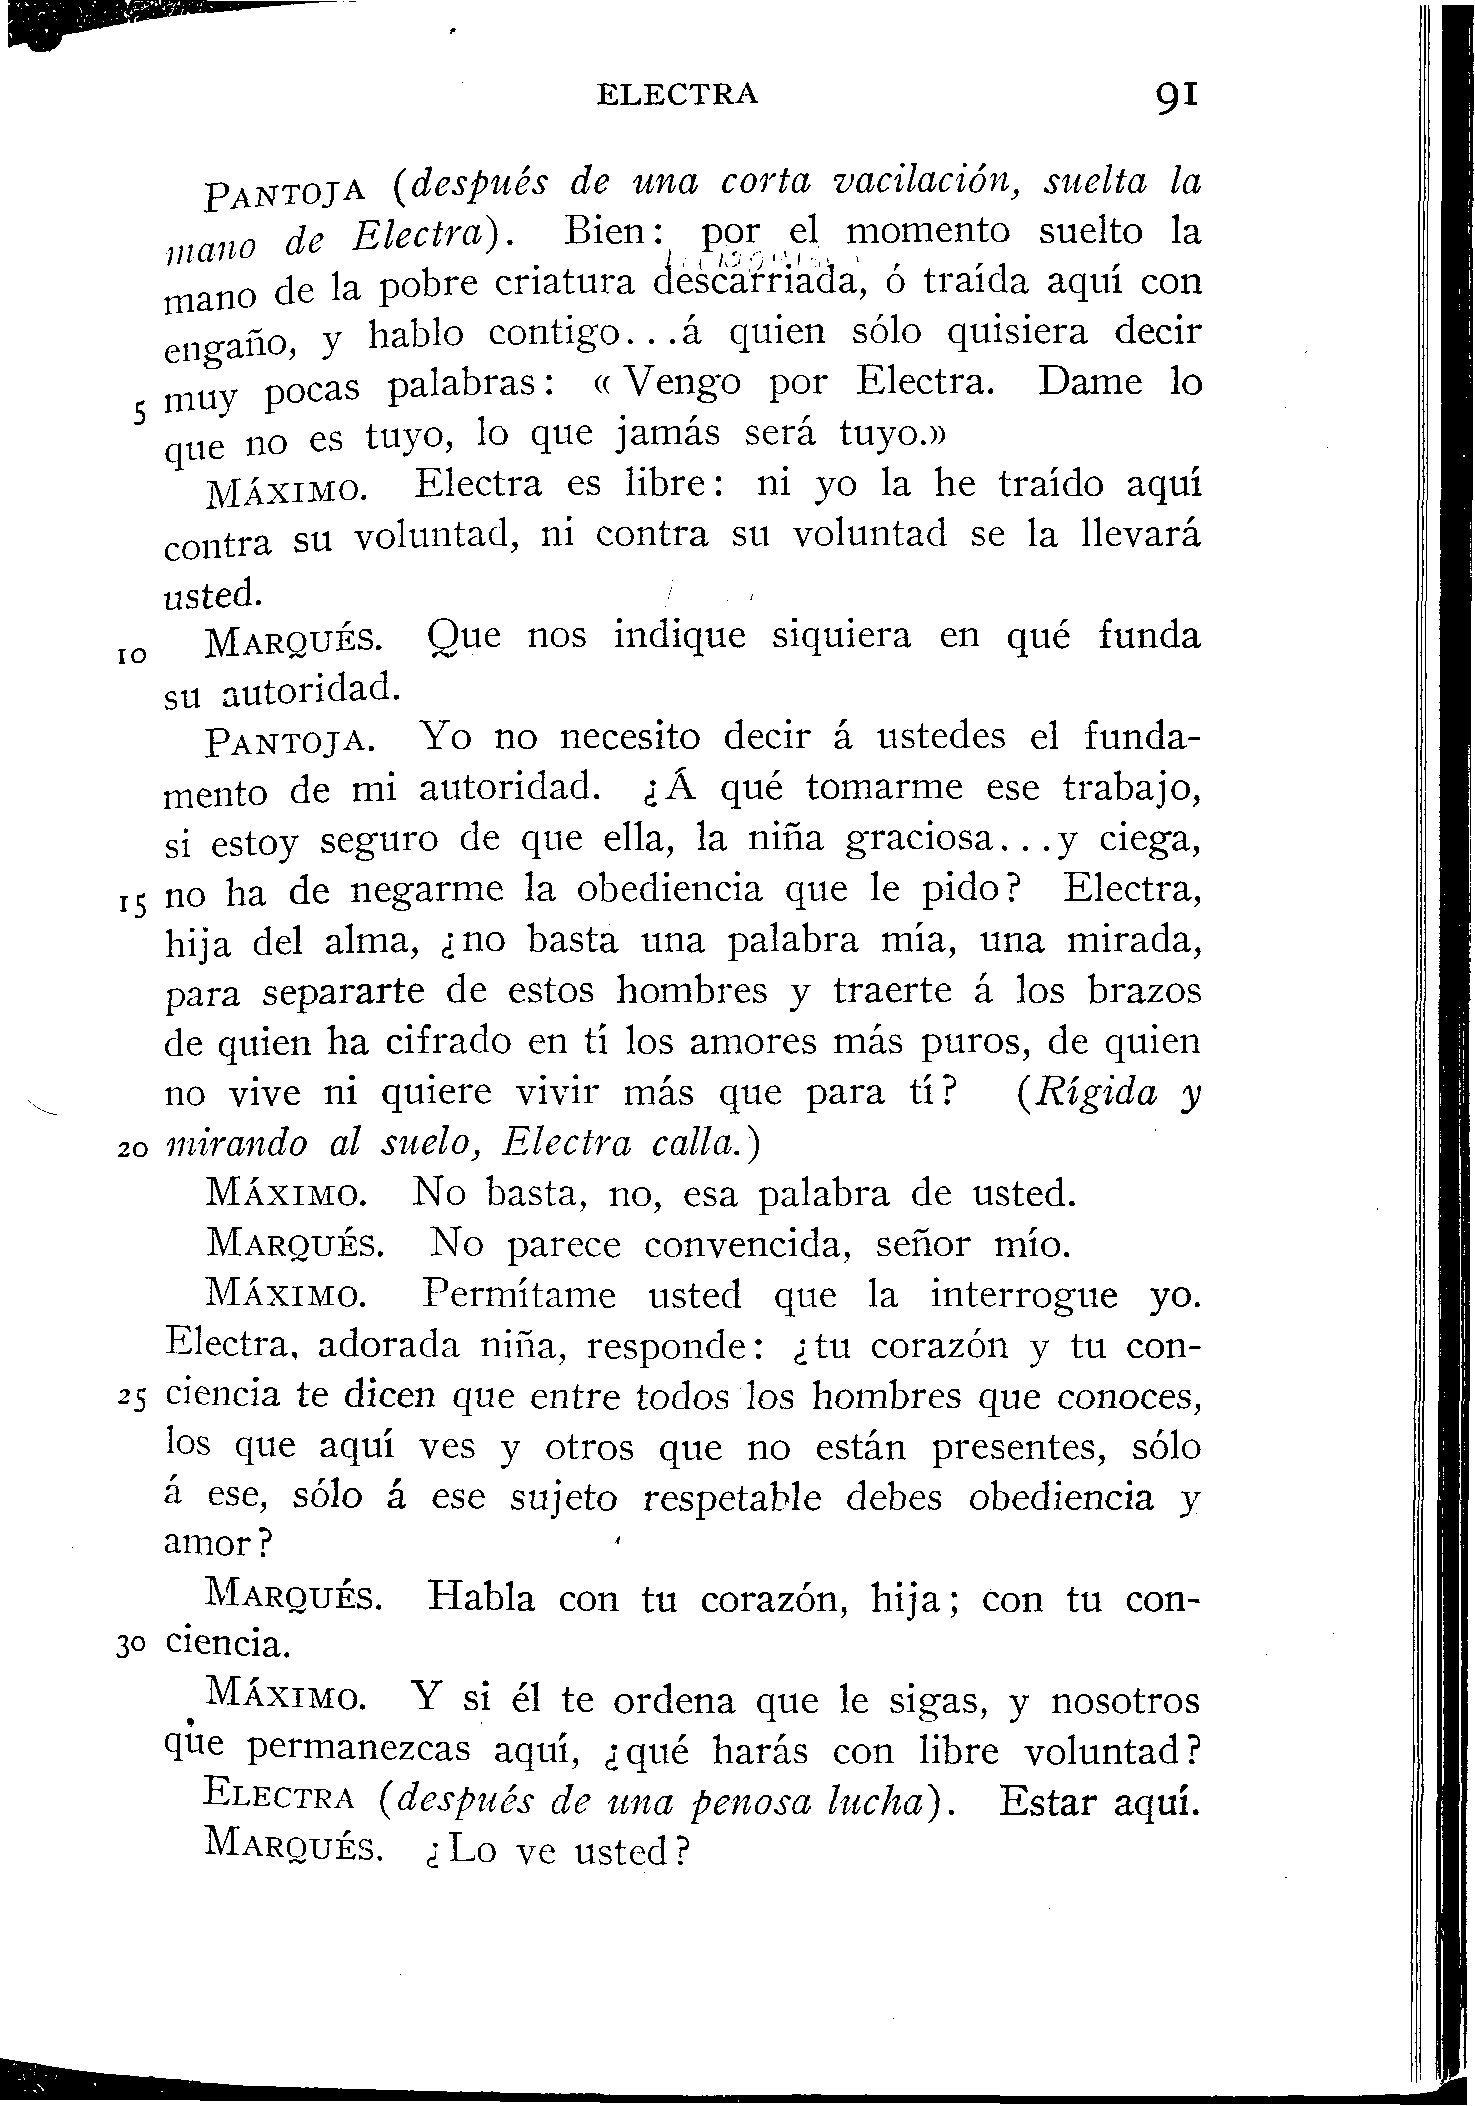 ELECTRA 91
PANTOJA (después de una corta vacilación, suelta la
mano de Electra). Bien: por el momento suelto la
mano de la pobre criatura descarriada, ó traída aquí con
engaño, y hablo contigo...á quien sólo quisiera decir
5 muy pocas palabras: «Vengo por Electra. Dame lo
que no es tuyo, lo que jamás será tuyo.»
MÁXIMO. Electra es libre: ni yo la he traído aquí
contra su voluntad, ni contra su voluntad se la llevará
usted.
10 MARQUÉS. Que nos indique siquiera en qué funda
su autoridad.
PANTOJA. Yo no necesito decir á ustedes el funda-
mento de mi autoridad. ¿Á qué tomarme ese trabajo,
si estoy seguro de que ella, la niña graciosa...y ciega,
15 no ha de negarme la obediencia que le pido? Electra,
hija del alma, ¿no basta una palabra mía, una mirada,
para separarte de estos hombres y traerte á los brazos
de quien ha cifrado en tí los amores más puros, de quien
no vive ni quiere vivir más que para tí? (Rígida y
20 mirando al suelo, Electra calla.)
MÁXIMO. No basta, no, esa palabra de usted.
MARQUÉS. No parece convencida, señor mío.
MÁXIMO. Permítame usted que la interrogue yo.
Electra, adorada niña, responde: ¿tu corazón y tu con-
25 ciencia te dicen que entre todos los hombres que conoces,
los que aquí ves y otros que no están presentes, sólo
á ese, sólo á ese sujeto respetable debes obediencia y
amor?
MARQUÉS. Habla con tu corazón, hija; con tu con-
30 ciencia.
MÁXIMO. Y si él te ordena que le sigas, y nosotros
que permanezcas aquí, ¿qué harás con libre voluntad?
ELECTRA (después de una penosa lucha). Estar aquí.
MARQUÉS. ¿Lo ve usted?